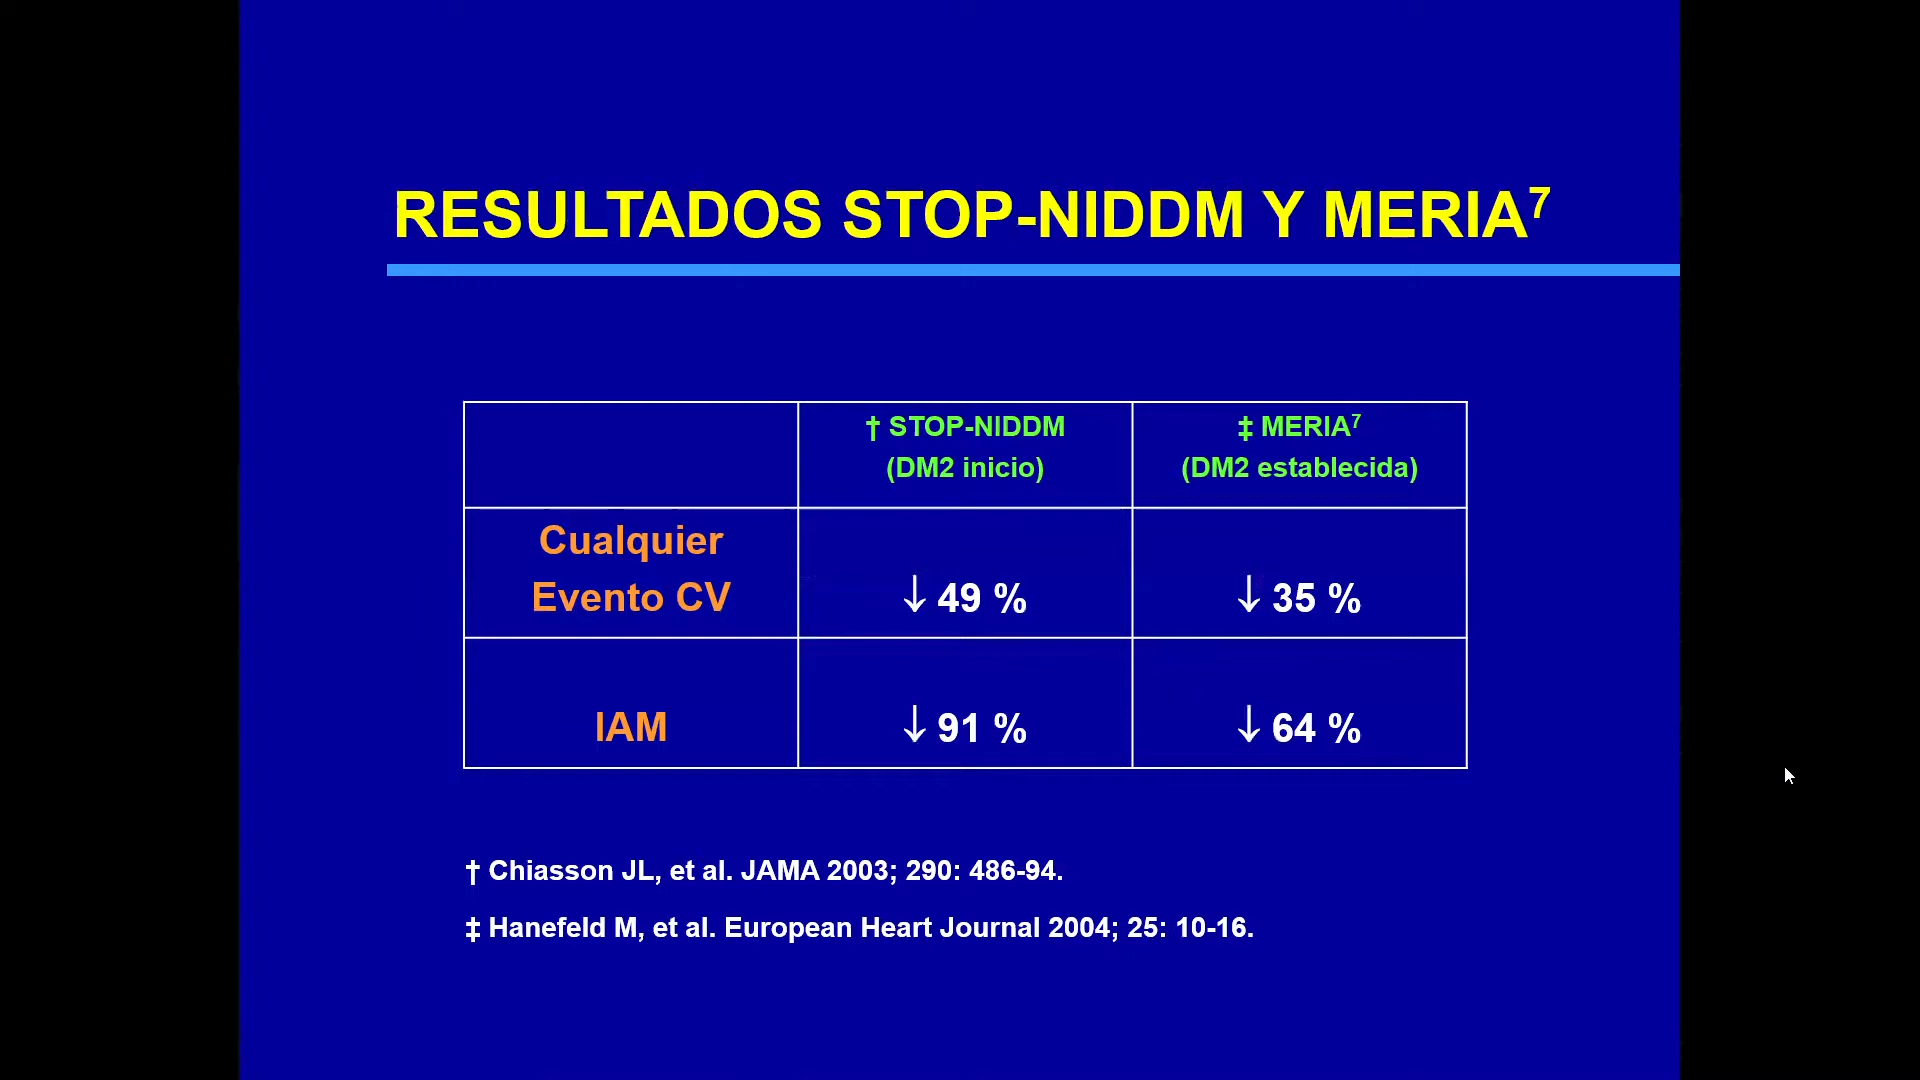 RESULTADOS STOP-NIDDM Y MERIA⁷
† STOP-NIDDM
(DM2 inicio)
‡ MERIA⁷
(DM2 establecida)
Cualquier
Evento CV
↓ 49 %
↓ 35 %
IAM
↓ 91 %
↓ 64 %
† Chiasson JL, et al. JAMA 2003; 290: 486-94.
‡ Hanefeld M, et al. European Heart Journal 2004; 25: 10-16.